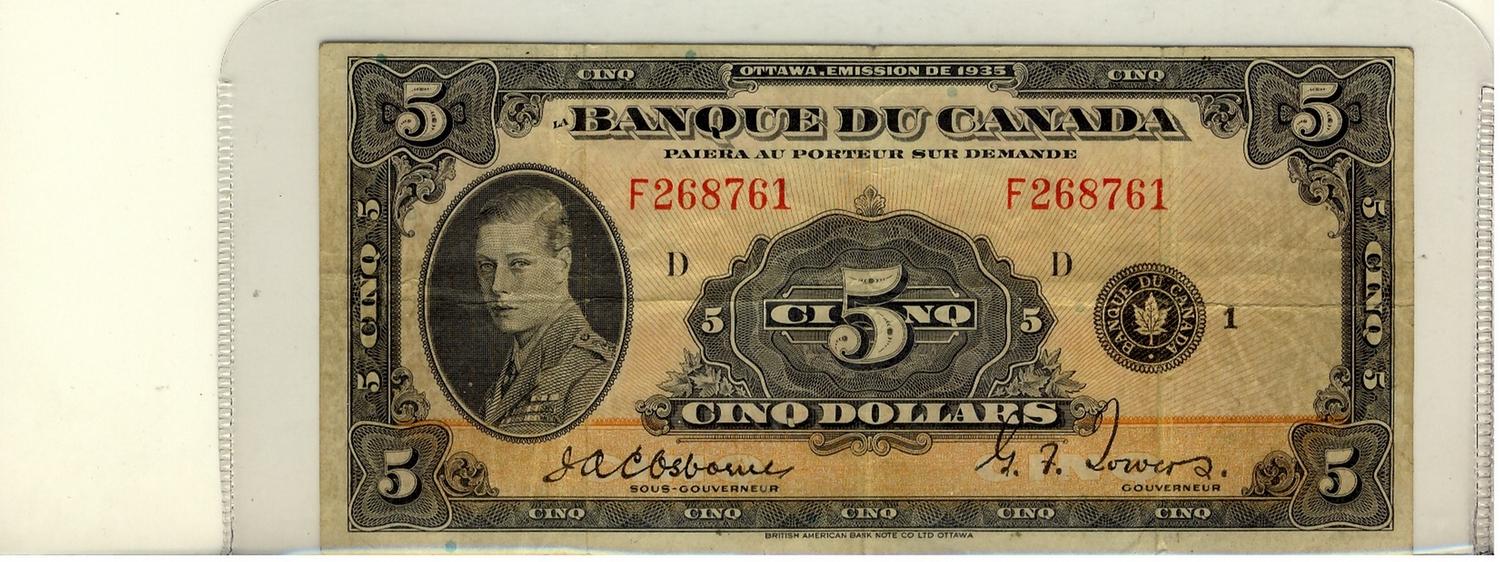 CINQ OTTAWA, EMISSION DE 1935 CINQ
5 5
LA BANQUE DU CANADA
PAIERA AU PORTEUR SUR DEMANDE
F268761 F268761
D D
5 CINQ 5
5 CINQ 5
5 CINQ 5
5
BANQUE DU CANADA
1
CINQ DOLLARS
J.A.C. Osborne G. F. Towers.
SOUS-GOUVERNEUR GOUVERNEUR
5 5
CINQ CINQ CINQ CINQ CINQ
BRITISH AMERICAN BANK NOTE CO LTD OTTAWA